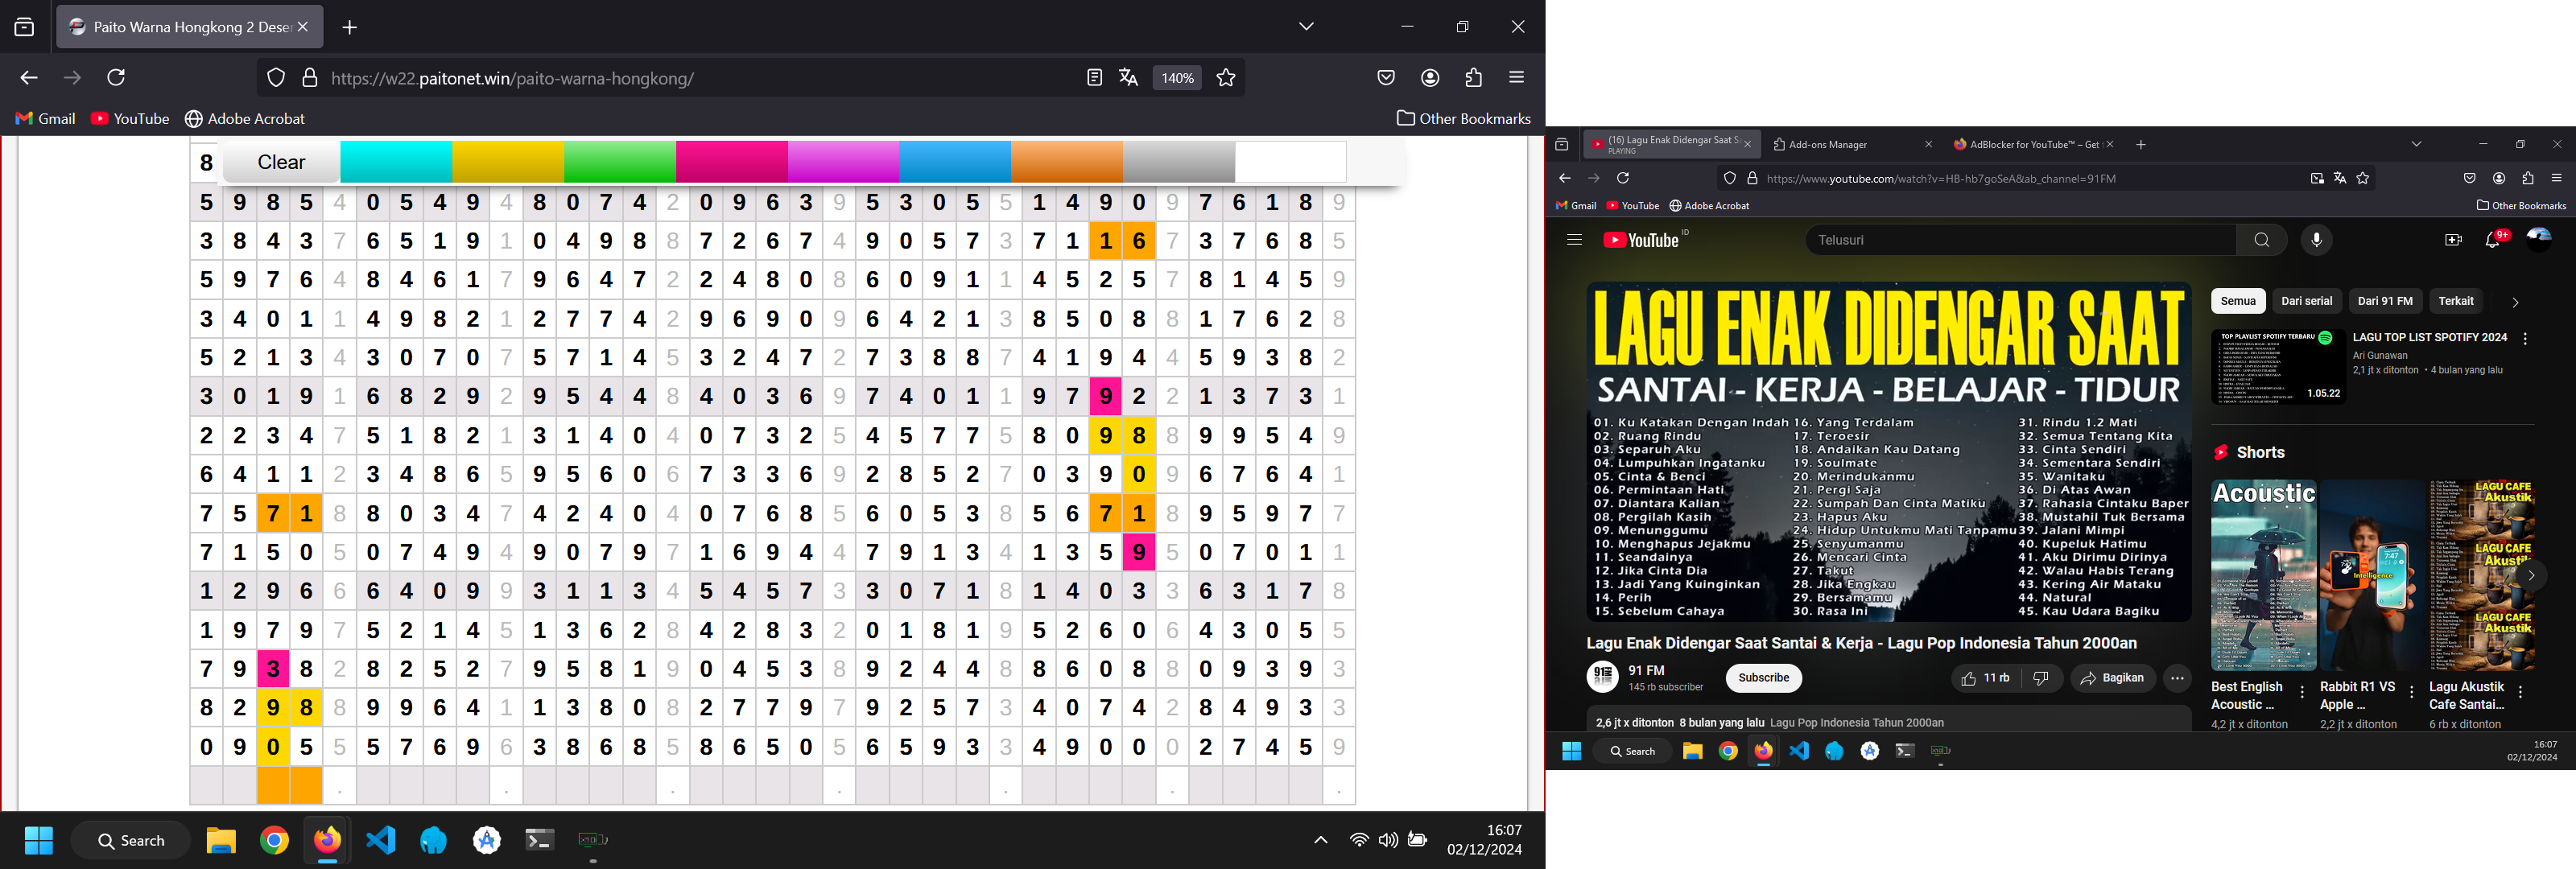 Paito Warna Hongkong 2 Dese
https://w22.paitonet.win/paito-warna-hongkong/
140%
Gmail YouTube Adobe Acrobat Other Bookmarks
8 Clear
5 9 8 5 4 0 5 4 9 4 8 0 7 4 2 0 9 6 3 9 5 3 0 5 5 1 4 9 0 9 7 6 1 8 9
3 8 4 3 7 6 5 1 9 1 0 4 9 8 8 7 2 6 7 4 9 0 5 7 3 7 1 1 6 7 3 7 6 8 5
5 9 7 6 4 8 4 6 1 7 9 6 4 7 2 2 4 8 0 8 6 0 9 1 1 4 5 2 5 7 8 1 4 5 9
3 4 0 1 1 4 9 8 2 1 2 7 7 4 2 9 6 9 0 9 6 4 2 1 3 8 5 0 8 8 1 7 6 2 8
5 2 1 3 4 3 0 7 0 7 5 7 1 4 5 3 2 4 7 2 7 3 8 8 7 4 1 9 4 4 5 9 3 8 2
3 0 1 9 1 6 8 2 9 2 9 5 4 4 8 4 0 3 6 9 7 4 0 1 1 9 7 9 2 2 1 3 7 3 1
2 2 3 4 7 5 1 8 2 1 3 1 4 0 4 0 7 3 2 5 4 5 7 7 5 8 0 9 8 8 9 9 5 4 9
6 4 1 1 2 3 4 8 6 5 9 5 6 0 6 7 3 3 6 9 2 8 5 2 7 0 3 9 0 9 6 7 6 4 1
7 5 7 1 8 8 0 3 4 7 4 2 4 0 4 0 7 6 8 5 6 0 5 3 8 5 6 7 1 8 9 5 9 7 7
7 1 5 0 5 0 7 4 9 4 9 0 7 9 7 1 6 9 4 4 7 9 1 3 4 1 3 5 9 5 0 7 0 1 1
1 2 9 6 6 6 4 0 9 9 3 1 1 3 4 5 4 5 7 3 3 0 7 1 8 1 4 0 3 3 6 3 1 7 8
1 9 7 9 7 5 2 1 4 5 1 3 6 2 8 4 2 8 3 2 0 1 8 1 9 5 2 6 0 6 4 3 0 5 5
7 9 3 8 2 8 2 5 2 7 9 5 8 1 9 0 4 5 3 8 9 2 4 4 8 8 6 0 8 8 0 9 3 9 3
8 2 9 8 8 9 9 6 4 1 1 3 8 0 8 2 7 7 9 7 9 2 5 7 3 4 0 7 4 2 8 4 9 3 3
0 9 0 5 5 5 7 6 9 6 3 8 6 8 5 8 6 5 0 5 6 5 9 3 3 4 9 0 0 0 2 7 4 5 9
. . . . . . .
Search
16:07
02/12/2024
(16) Lagu Enak Didengar Saat Sa
PLAYING
Add-ons Manager
AdBlocker for YouTube™ – Get
https://www.youtube.com/watch?v=HB-hb7goSeA&ab_channel=91FM
Gmail YouTube Adobe Acrobat Other Bookmarks
YouTube ID
Telusuri
9+
LAGU ENAK DIDENGAR SAAT
SANTAI - KERJA - BELAJAR - TIDUR
01. Ku Katakan Dengan Indah
02. Ruang Rindu
03. Separuh Aku
04. Lumpuhkan Ingatanku
05. Cinta & Benci
06. Permintaan Hati
07. Diantara Kalian
08. Pergilah Kasih
09. Menunggumu
10. Menghapus Jejakmu
11. Seandainya
12. Jika Cinta Dia
13. Jadi Yang Kuinginkan
14. Perih
15. Sebelum Cahaya
16. Yang Terdalam
17. Teroesir
18. Andaikan Kau Datang
19. Soulmate
20. Merindukanmu
21. Pergi Saja
22. Sumpah Dan Cinta Matiku
23. Hapus Aku
24. Hidup Untukmu Mati Tanpamu
25. Senyumanmu
26. Mencari Cinta
27. Takut
28. Jika Engkau
29. Bersamamu
30. Rasa Ini
31. Rindu 1.2 Mati
32. Semua Tentang Kita
33. Cinta Sendiri
34. Sementara Sendiri
35. Wanitaku
36. Di Atas Awan
37. Rahasia Cintaku Baper
38. Mustahil Tuk Bersama
39. Jalani Mimpi
40. Kupeluk Hatimu
41. Aku Dirimu Dirinya
42. Walau Habis Terang
43. Kering Air Mataku
44. Natural
45. Kau Udara Bagiku
Lagu Enak Didengar Saat Santai & Kerja - Lagu Pop Indonesia Tahun 2000an
91 FM
91 FM
145 rb subscriber
Subscribe
11 rb
Bagikan
2,6 jt x ditonton 8 bulan yang lalu Lagu Pop Indonesia Tahun 2000an
Semua Dari serial Dari 91 FM Terkait
TOP PLAYLIST SPOTIFY TERBARU
1.05.22
LAGU TOP LIST SPOTIFY 2024
Ari Gunawan
2,1 jt x ditonton • 4 bulan yang lalu
Shorts
Acoustic
7:47
Intelligence
LAGU CAFE
Akustik
LAGU CAFE
Akustik
LAGU CAFE
Akustik
Best English
Acoustic ...
4,2 jt x ditonton
Rabbit R1 VS
Apple ...
2,2 jt x ditonton
Lagu Akustik
Cafe Santai...
6 rb x ditonton
Search
16:07
02/12/2024